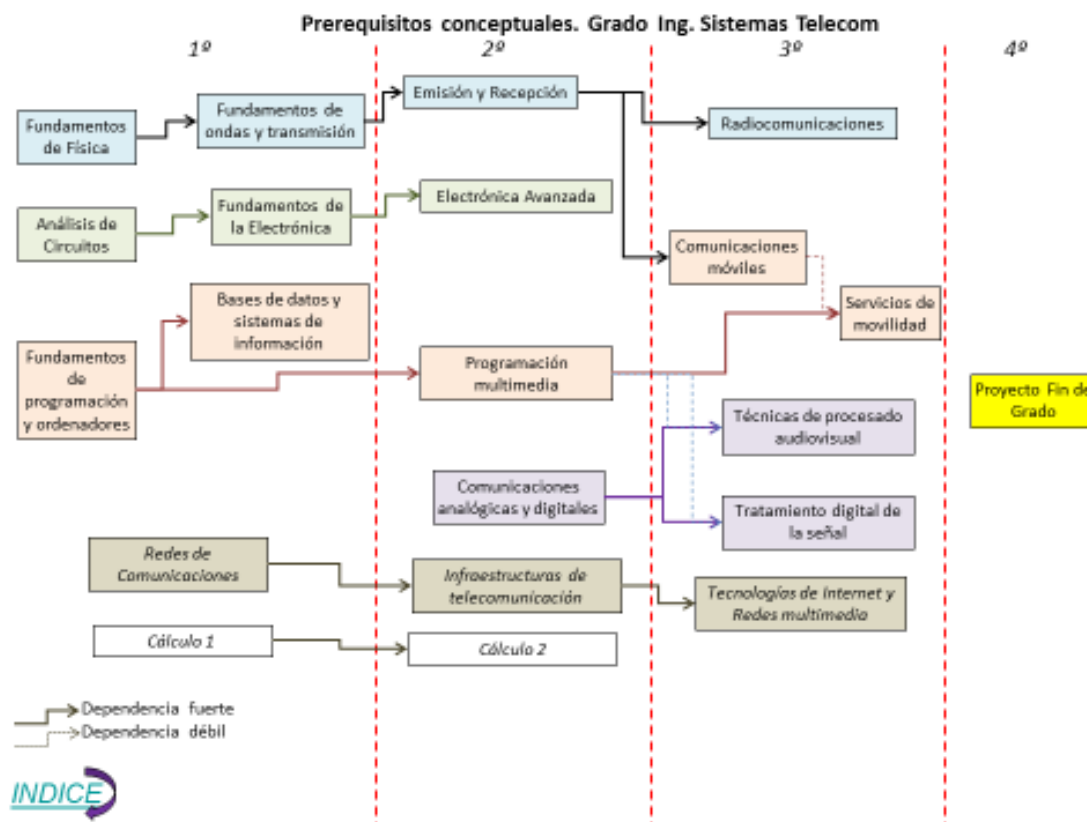 Prerequisitos conceptuales. Grado Ing. Sistemas Telecom
1º
2º
3º
4º
Fundamentos
de Física
Fundamentos de
ondas y transmisión
Emisión y Recepción
Radiocomunicaciones
Análisis de
Circuitos
Fundamentos de
la Electrónica
Electrónica Avanzada
Comunicaciones
móviles
Bases de datos y
sistemas de
información
Servicios de
movilidad
Fundamentos
de
programación
y ordenadores
Programación
multimedia
Proyecto Fin de
Grado
Técnicas de procesado
audiovisual
Comunicaciones
analógicas y digitales
Tratamiento digital de
la señal
Redes de
Comunicaciones
Infraestructuras de
telecomunicación
Tecnologías de Internet y
Redes multimedia
Cálculo 1
Cálculo 2
Dependencia fuerte
Dependencia débil
INDICE